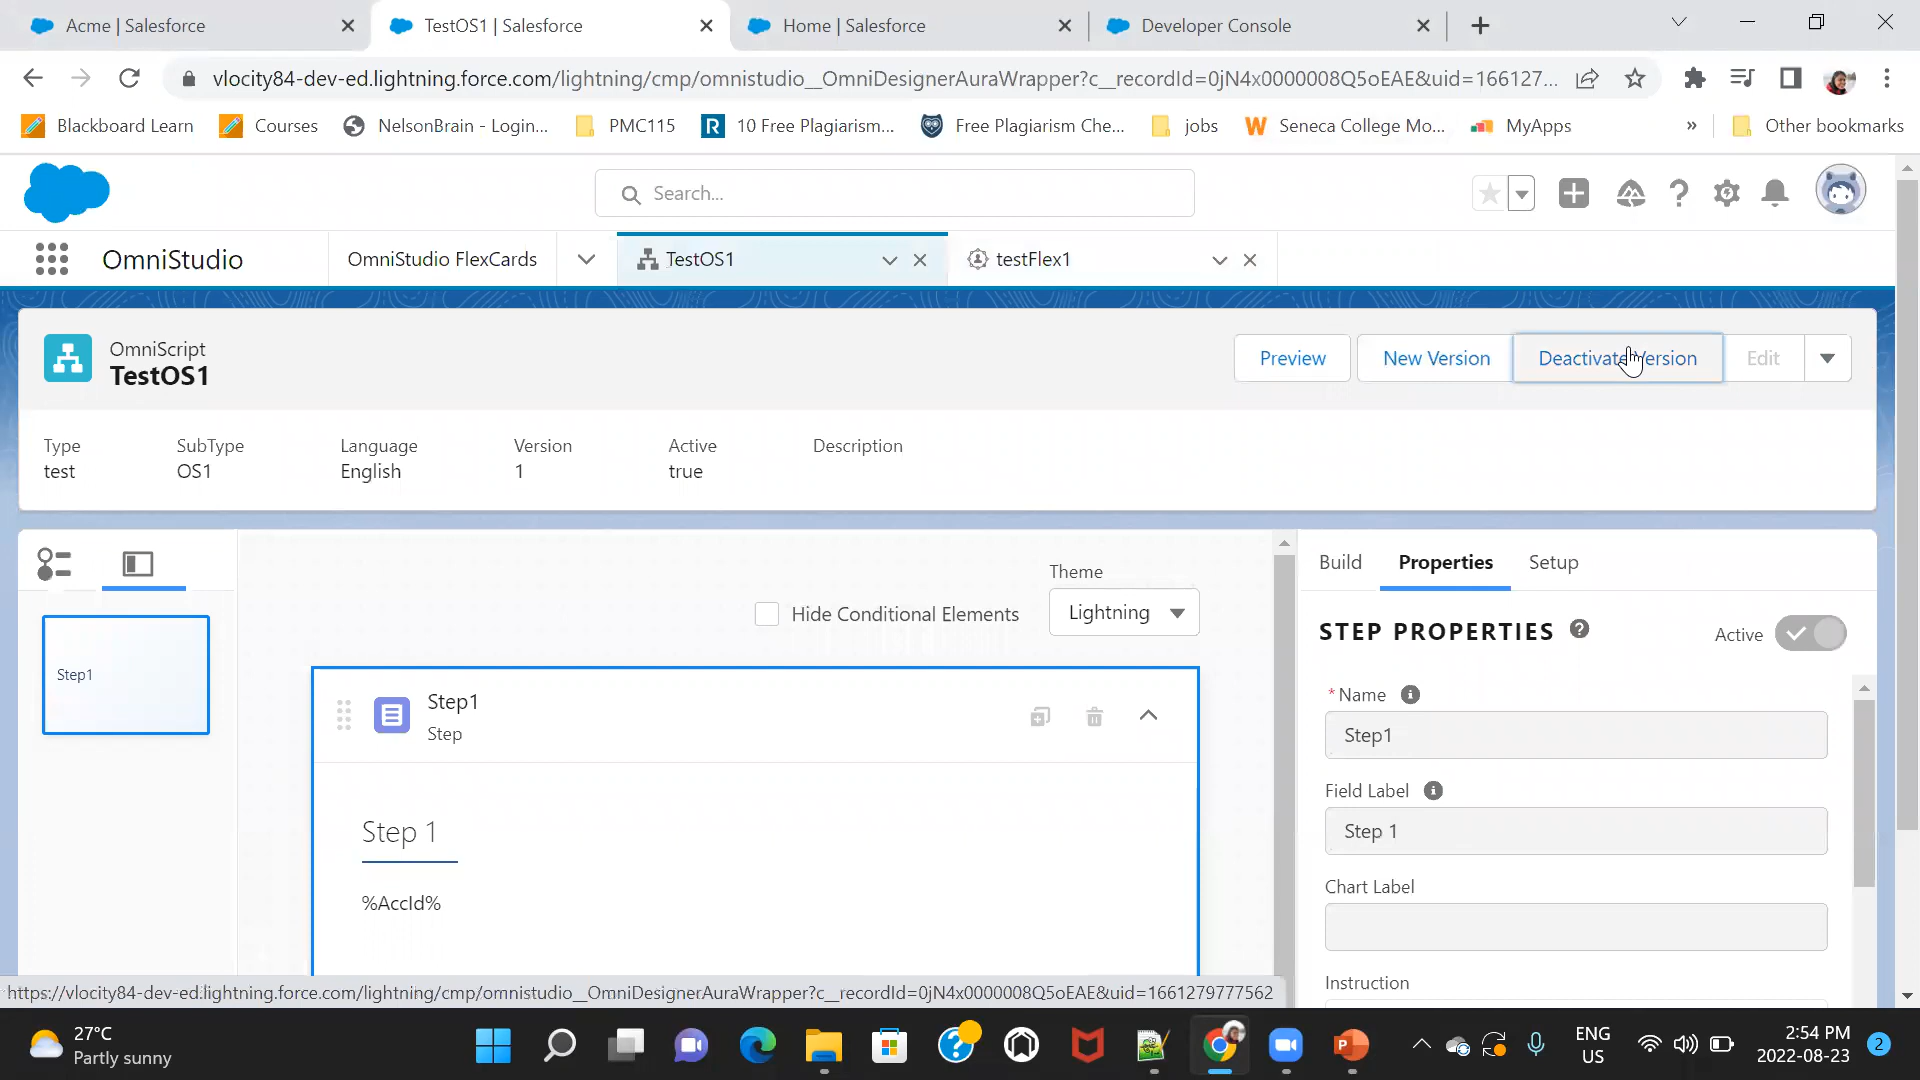 Acme | Salesforce
TestOS1 | Salesforce
Home | Salesforce
Developer Console
vlocity84-dev-ed.lightning.force.com/lightning/cmp/omnistudio__OmniDesignerAuraWrapper?c__recordId=0jN4x0000008Q5oEAE&uid=166127...
Blackboard Learn
Courses
NelsonBrain - Login...
PMC115
R
10 Free Plagiarism...
Free Plagiarism Che...
jobs
W
Seneca College Mo...
MyApps
»
Other bookmarks
Search...
OmniStudio
OmniStudio FlexCards
TestOS1
testFlex1
OmniScript
TestOS1
Preview
New Version
Deactivate Version
Edit
Type
SubType
Language
Version
Active
Description
test
OS1
English
1
true
Build
Properties
Setup
Theme
Hide Conditional Elements
Lightning
STEP PROPERTIES
Active
Step1
Step1
Step
* Name
Step1
Field Label
Step 1
Step 1
Chart Label
%AccId%
Instruction
https://vlocity84-dev-ed.lightning.force.com/lightning/cmp/omnistudio__OmniDesignerAuraWrapper?c__recordId=0jN4x0000008Q5oEAE&uid=1661279777562
27°C
Partly sunny
ENG
US
2:54 PM
2022-08-23
2